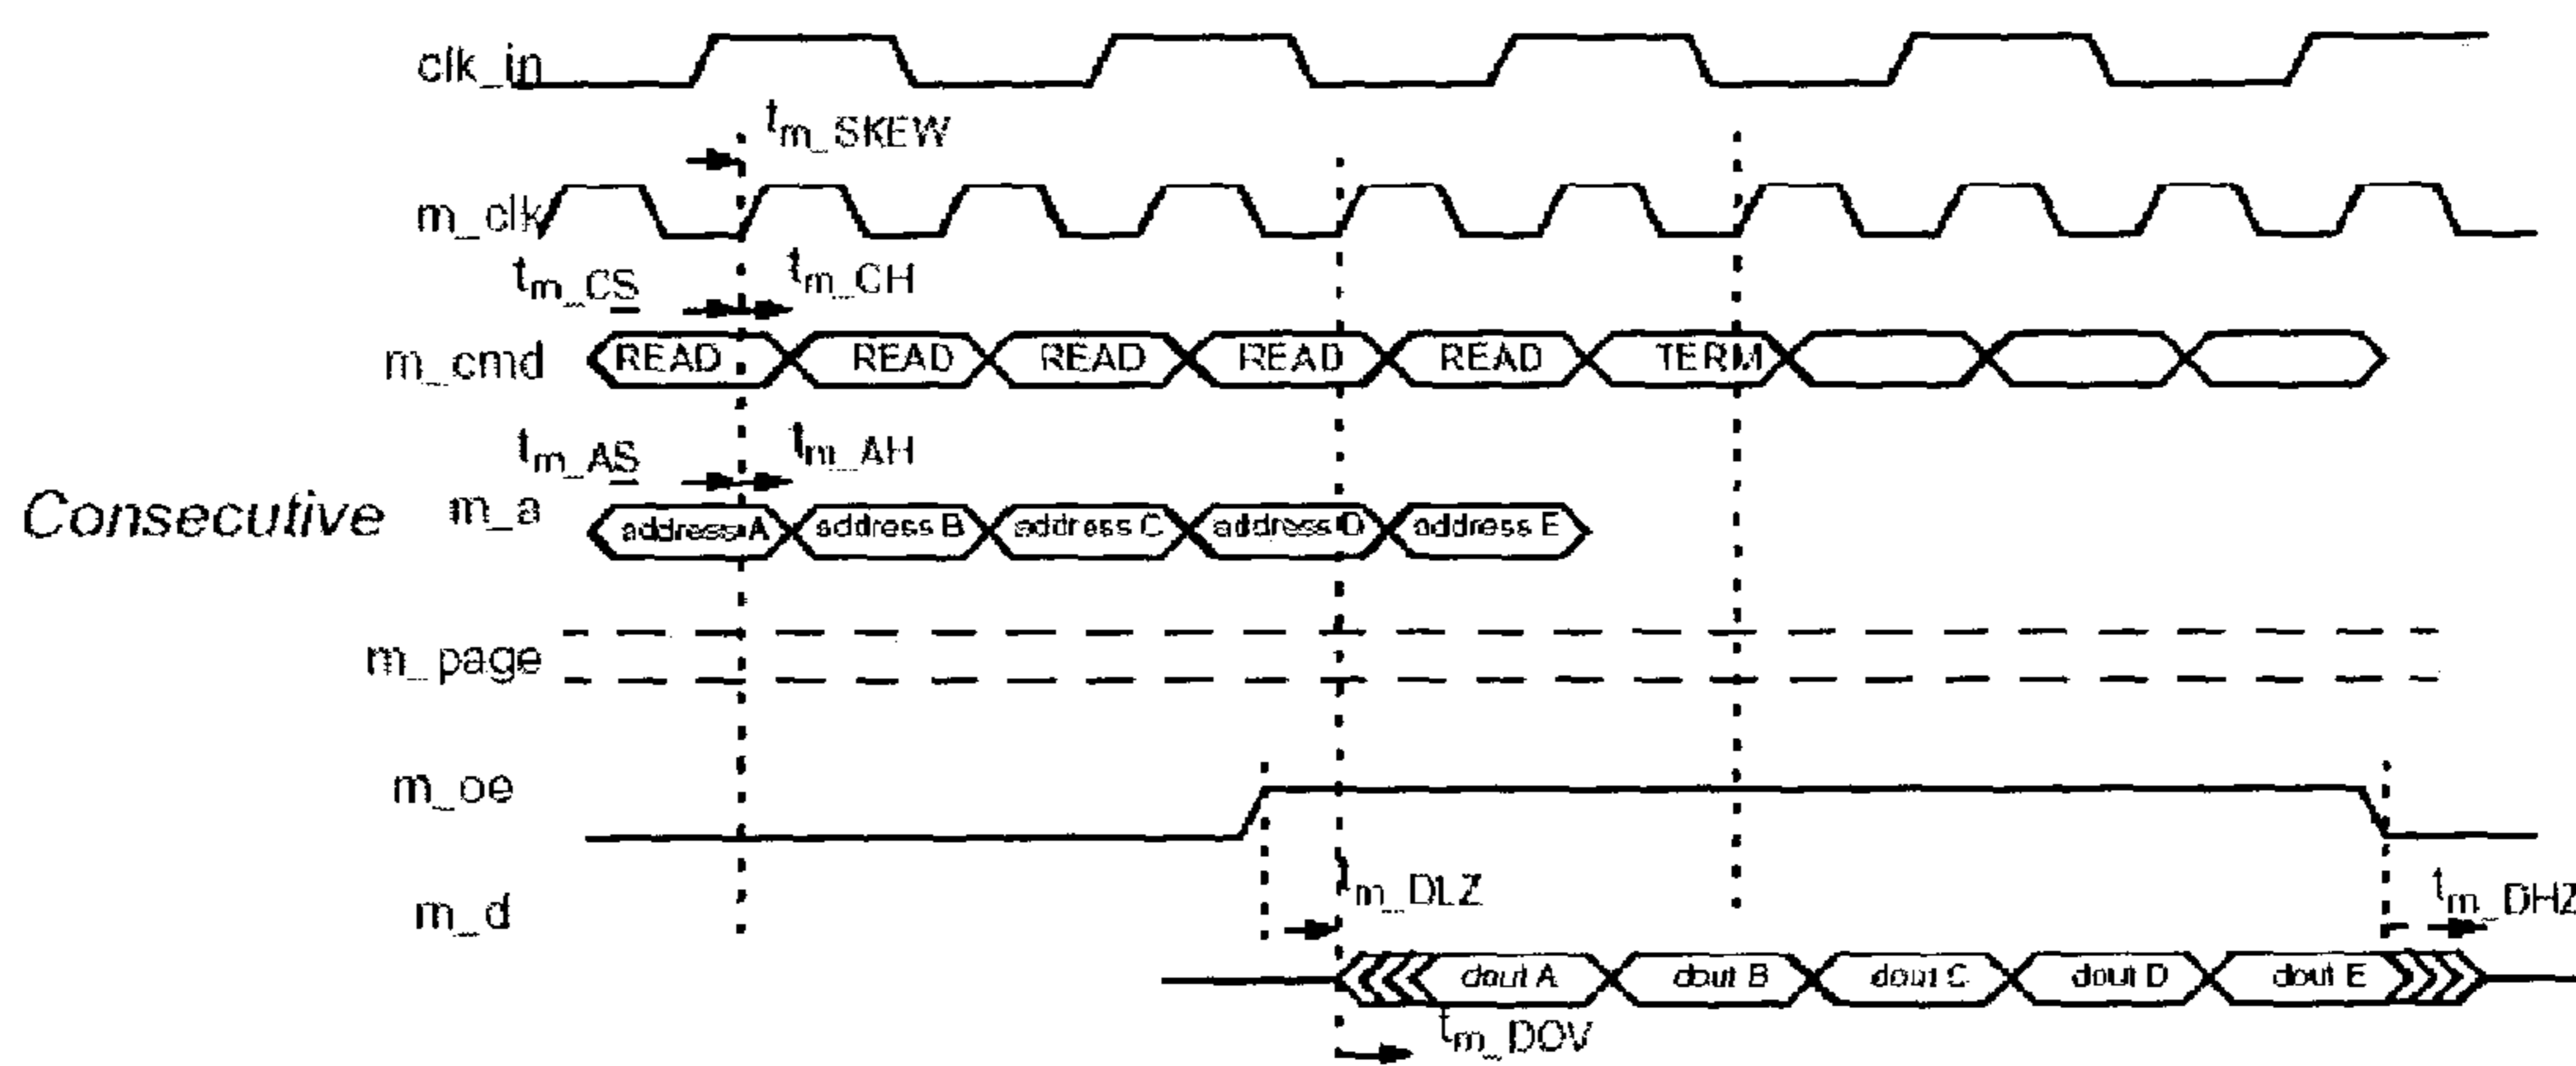 clk_in
tm_SKEW
m_clk
tm_CS tm_CH
m_cmd READ READ READ READ READ TERM
tm_AS tm_AH
Consecutive m_a address A address B address C address D address E
m_page
m_oe
tm_DLZ tm_DHZ
m_d
dout A dout B dout C dout D dout E
tm_DOV